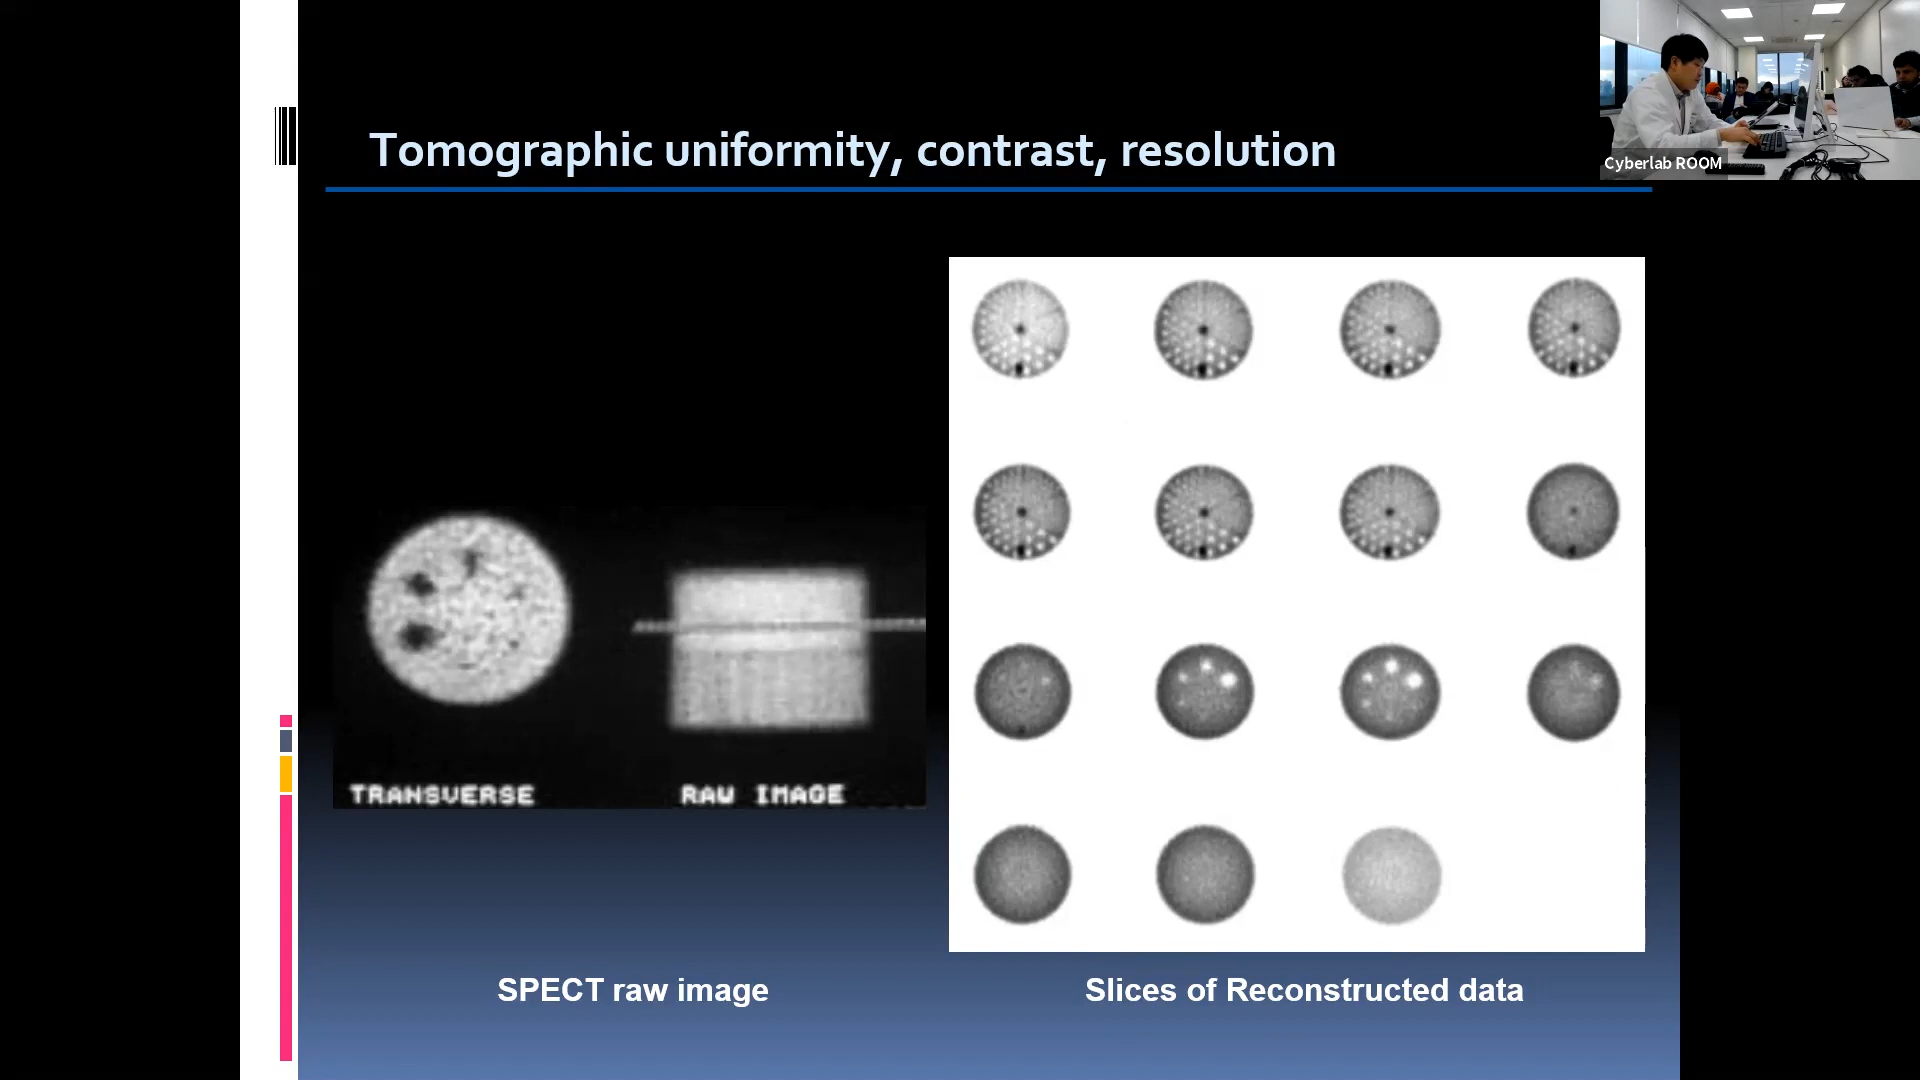 Tomographic uniformity, contrast, resolution
Cyberlab ROOM
TRANSVERSE
RAW IMAGE
SPECT raw image
Slices of Reconstructed data